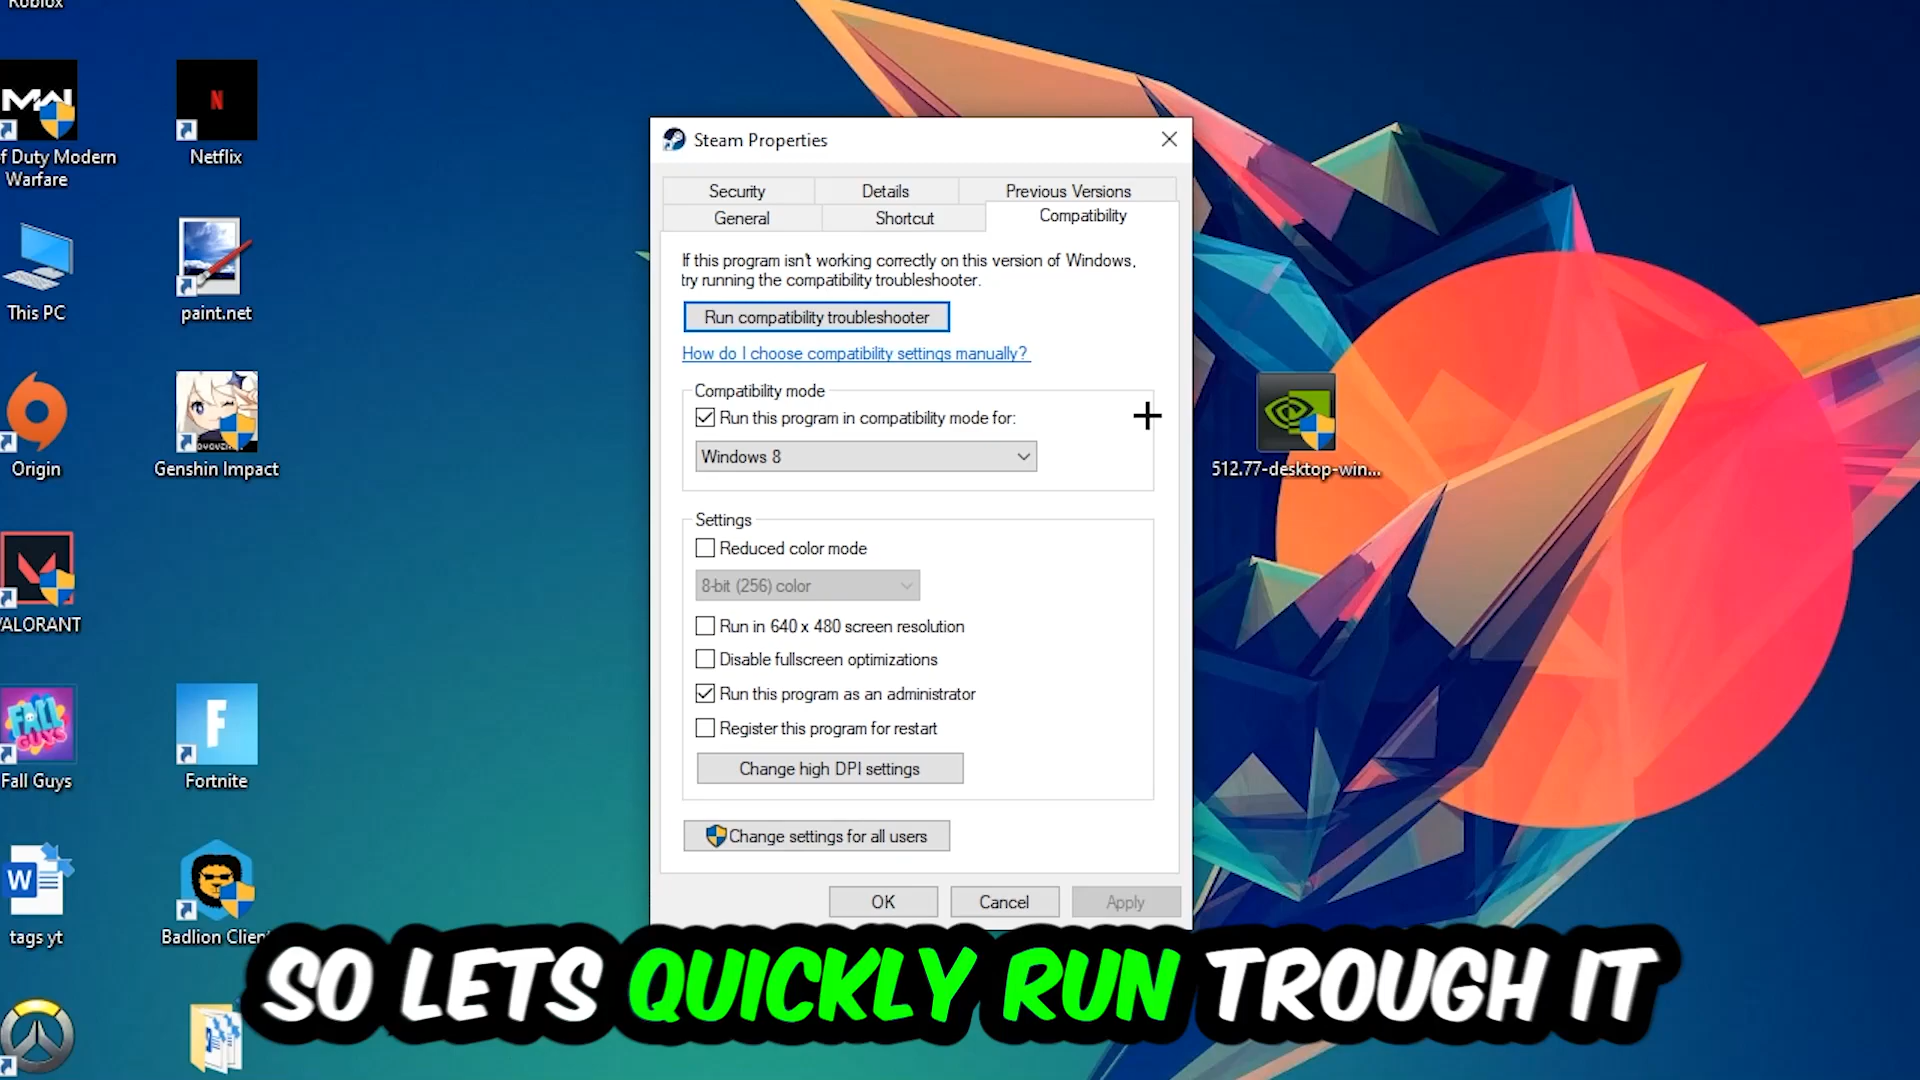 Roblox
Netflix
f Duty Modern
Warfare
This PC
paint.net
Origin
Genshin Impact
VALORANT
Fall Guys
Fortnite
tags yt
Badlion Clien
Steam Properties
Security
Details
Previous Versions
General
Shortcut
Compatibility
If this program isn't working correctly on this version of Windows,
try running the compatibility troubleshooter.
Run compatibility troubleshooter
How do I choose compatibility settings manually?
Compatibility mode
Run this program in compatibility mode for:
Windows 8
Settings
Reduced color mode
8-bit (256) color
Run in 640 x 480 screen resolution
Disable fullscreen optimizations
Run this program as an administrator
Register this program for restart
Change high DPI settings
Change settings for all users
OK
Cancel
Apply
512.77-desktop-win...
SO LETS QUICKLY RUN TROUGH IT